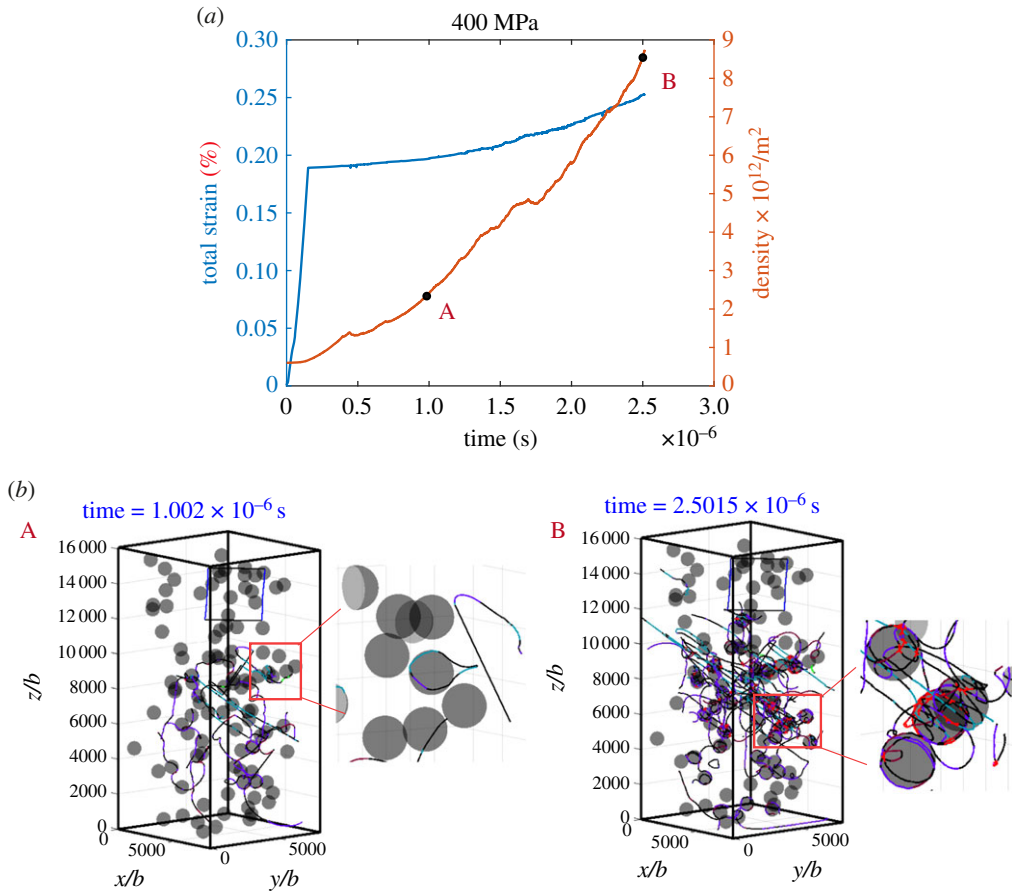 (a)
400 MPa
0.30
0.25
0.20
0.15
0.10
0.05
0
total strain (%)
9
8
7
6
5
4
3
2
1
0
density × 10¹²/m²
A
B
0
0.5
1.0
1.5
2.0
2.5
3.0
time (s)
×10⁻⁶
(b)
time = 1.002 × 10⁻⁶ s
A
16 000
14 000
12 000
10 000
8000
6000
4000
2000
0
z/b
0
5000
0
5000
x/b
y/b
time = 2.5015 × 10⁻⁶ s
B
16 000
14 000
12 000
10 000
8000
6000
4000
2000
0
z/b
0
5000
0
5000
x/b
y/b